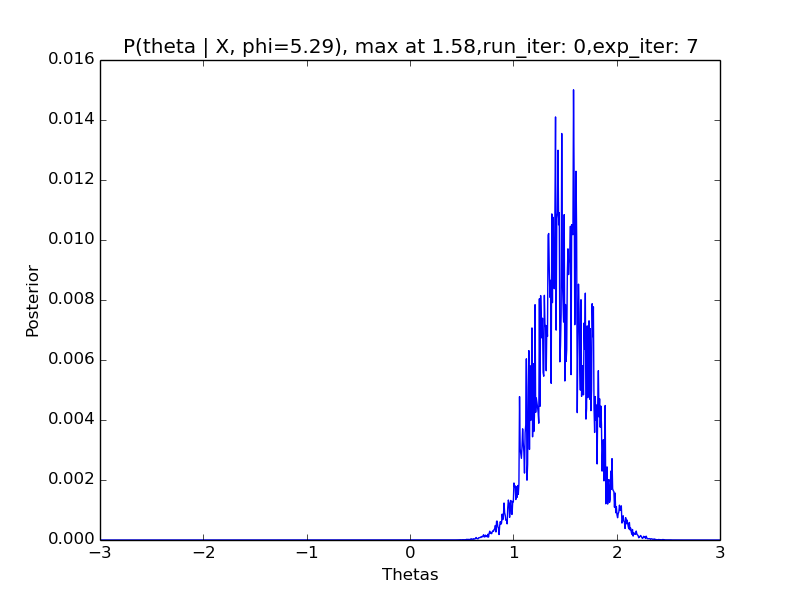 P(theta | X, phi=5.29), max at 1.58,run_iter: 0,exp_iter: 7
0.016
0.014
0.012
0.010
0.008
0.006
0.004
0.002
0.000
Posterior
−3 −2 −1 0 1 2 3
Thetas